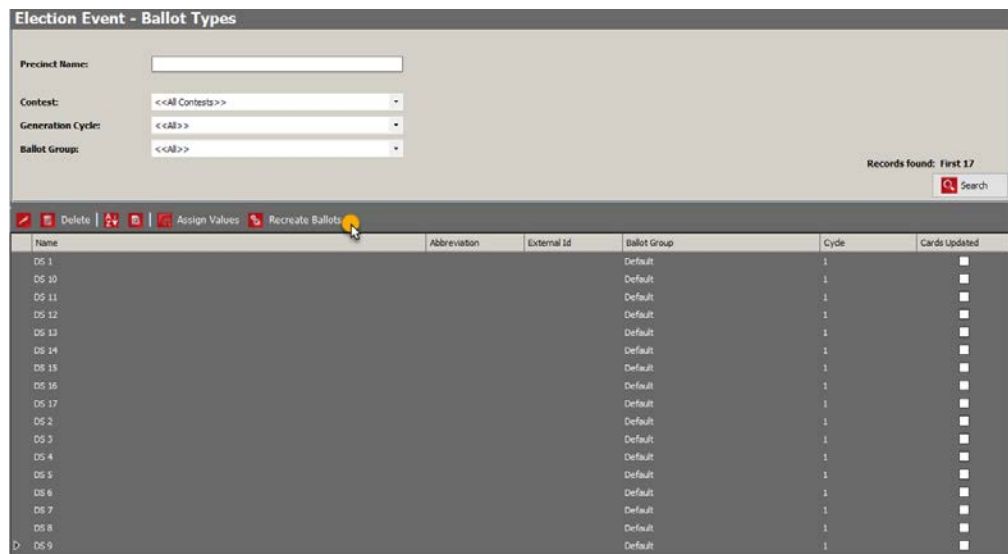 Election Event - Ballot Types
Precinct Name:
Contest: <<All Contests>>
Generation Cycle: <<All>>
Ballot Group: <<All>>
Records found: First 17
Search
Delete Assign Values Recreate Ballots
Name Abbreviation External Id Ballot Group Cycle Cards Updated
DS 1 Default 1
DS 10 Default 1
DS 11 Default 1
DS 12 Default 1
DS 13 Default 1
DS 14 Default 1
DS 15 Default 1
DS 16 Default 1
DS 17 Default 1
DS 2 Default 1
DS 3 Default 1
DS 4 Default 1
DS 5 Default 1
DS 6 Default 1
DS 7 Default 1
DS 8 Default 1
DS 9 Default 1